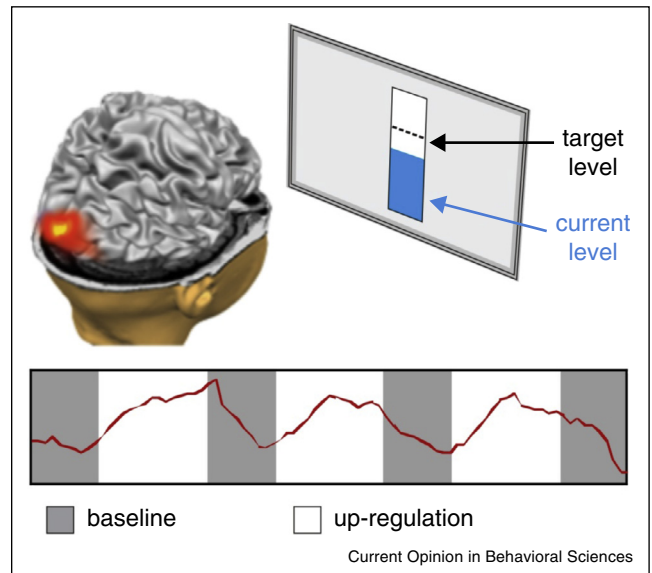 target
level
current
level
baseline
up-regulation
Current Opinion in Behavioral Sciences